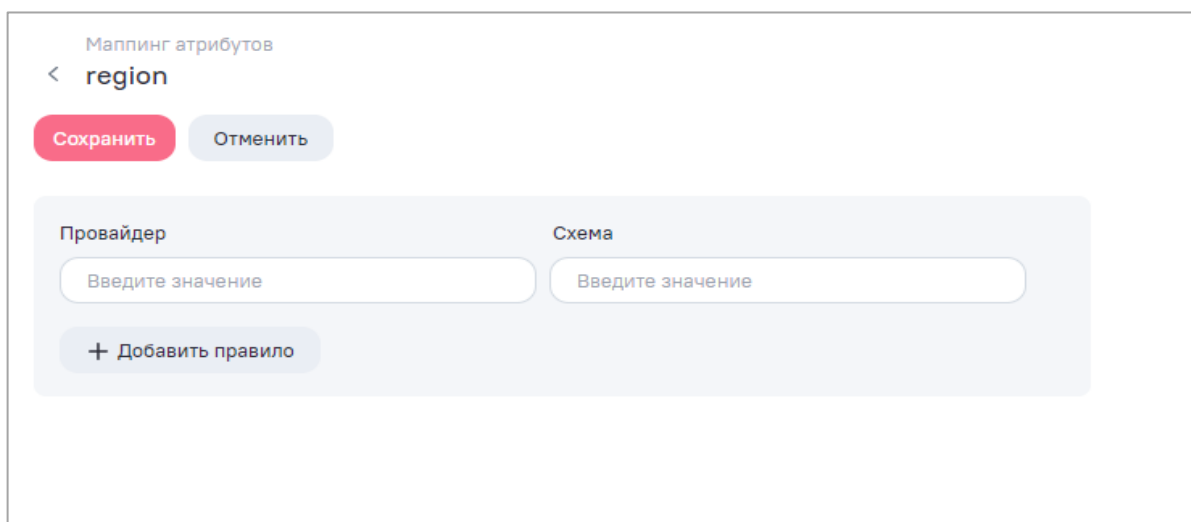 Маппинг атрибутов
< region
Сохранить Отменить
Провайдер Схема
Введите значение Введите значение
+ Добавить правило